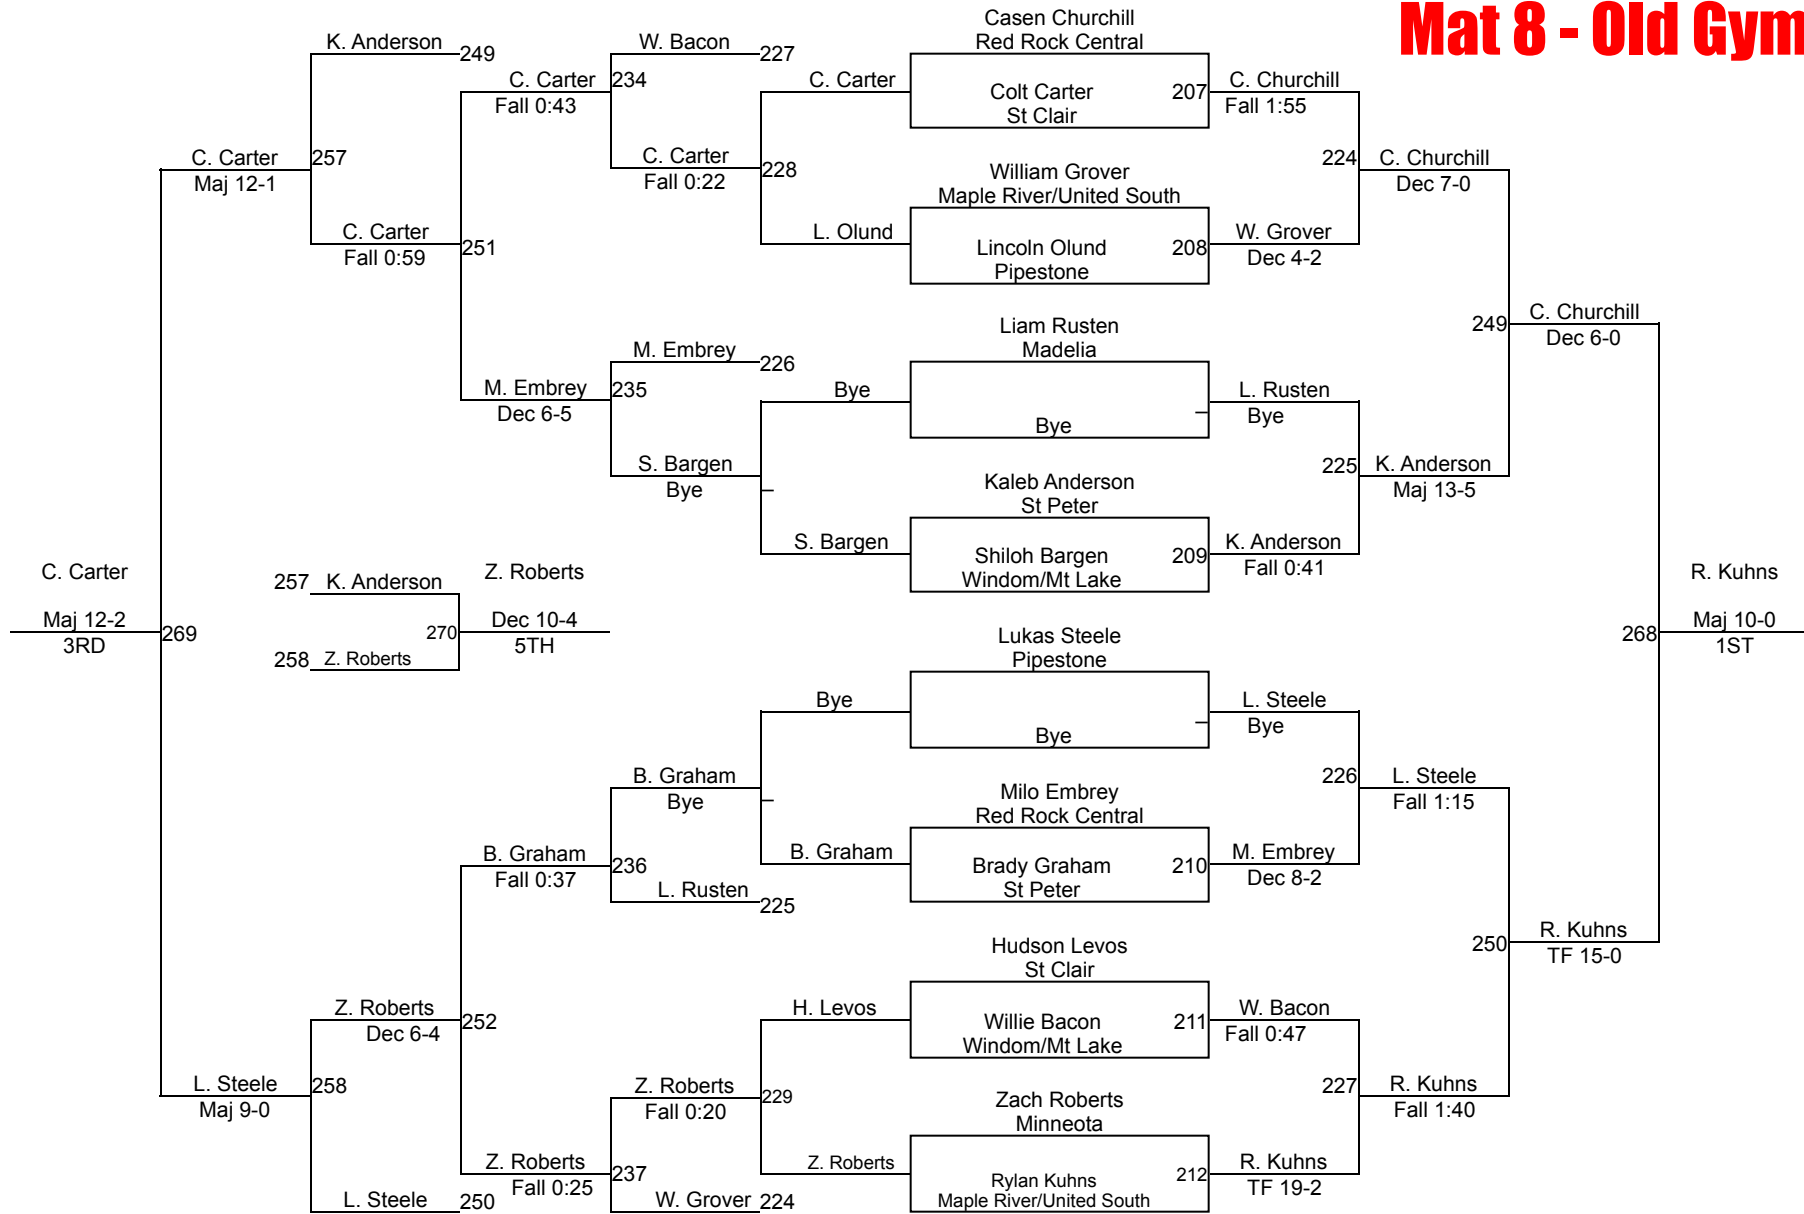 Mat 8 - Old Gym
Casen Churchill
Red Rock Central
K. Anderson
249
W. Bacon
227
C. Carter
234
Fall 0:43
C. Carter
Colt Carter
St Clair
207
C. Churchill
Fall 1:55
C. Carter
257
Maj 12-1
C. Carter
Fall 0:22
228
William Grover
Maple River/United South
224
C. Churchill
Dec 7-0
C. Carter
Fall 0:59
251
L. Olund
Lincoln Olund
Pipestone
208
W. Grover
Dec 4-2
Liam Rusten
Madelia
249
C. Churchill
Dec 6-0
M. Embrey
226
M. Embrey
235
Dec 6-5
Bye
Bye
L. Rusten
Bye
S. Bargen
Bye
Kaleb Anderson
St Peter
225
K. Anderson
Maj 13-5
S. Bargen
Shiloh Bargen
Windom/Mt Lake
209
K. Anderson
Fall 0:41
C. Carter
Maj 12-2
3RD
269
257
K. Anderson
258
Z. Roberts
270
Z. Roberts
Dec 10-4
5TH
R. Kuhns
268
Maj 10-0
1ST
Lukas Steele
Pipestone
Bye
Bye
L. Steele
Bye
B. Graham
Bye
Milo Embrey
Red Rock Central
226
L. Steele
Fall 1:15
B. Graham
Fall 0:37
236
B. Graham
Brady Graham
St Peter
210
M. Embrey
Dec 8-2
L. Rusten
225
Hudson Levos
St Clair
250
R. Kuhns
TF 15-0
Z. Roberts
Dec 6-4
252
H. Levos
Willie Bacon
Windom/Mt Lake
211
W. Bacon
Fall 0:47
L. Steele
Maj 9-0
258
Z. Roberts
Fall 0:20
229
Zach Roberts
Minneota
227
R. Kuhns
Fall 1:40
Z. Roberts
Fall 0:25
237
Z. Roberts
Rylan Kuhns
Maple River/United South
212
R. Kuhns
TF 19-2
L. Steele
250
W. Grover
224